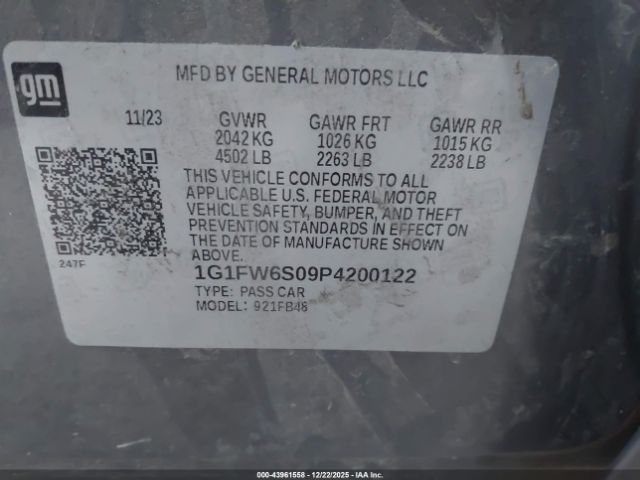 gm
MFD BY GENERAL MOTORS LLC
11/23 GVWR GAWR FRT GAWR RR
2042 KG 1026 KG 1015 KG
4502 LB 2263 LB 2238 LB
THIS VEHICLE CONFORMS TO ALL
APPLICABLE U.S. FEDERAL MOTOR
VEHICLE SAFETY, BUMPER, AND THEFT
PREVENTION STANDARDS IN EFFECT ON
THE DATE OF MANUFACTURE SHOWN
ABOVE.
247F
1G1FW6S09P4200122
TYPE: PASS CAR
MODEL: 921FB48
000-43961558 - 12/22/2025 - IAAI.COM